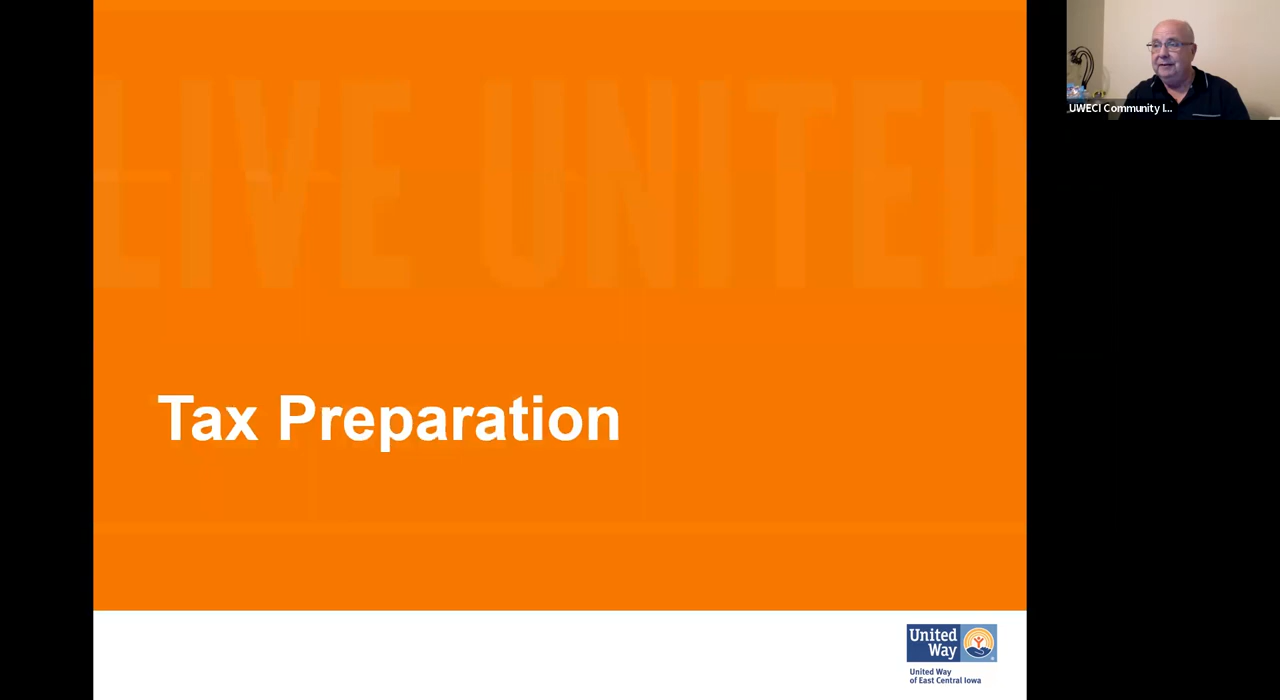 LIVE UNITED
Tax Preparation
UWECI Community I...
United
Way
United Way
of East Central Iowa